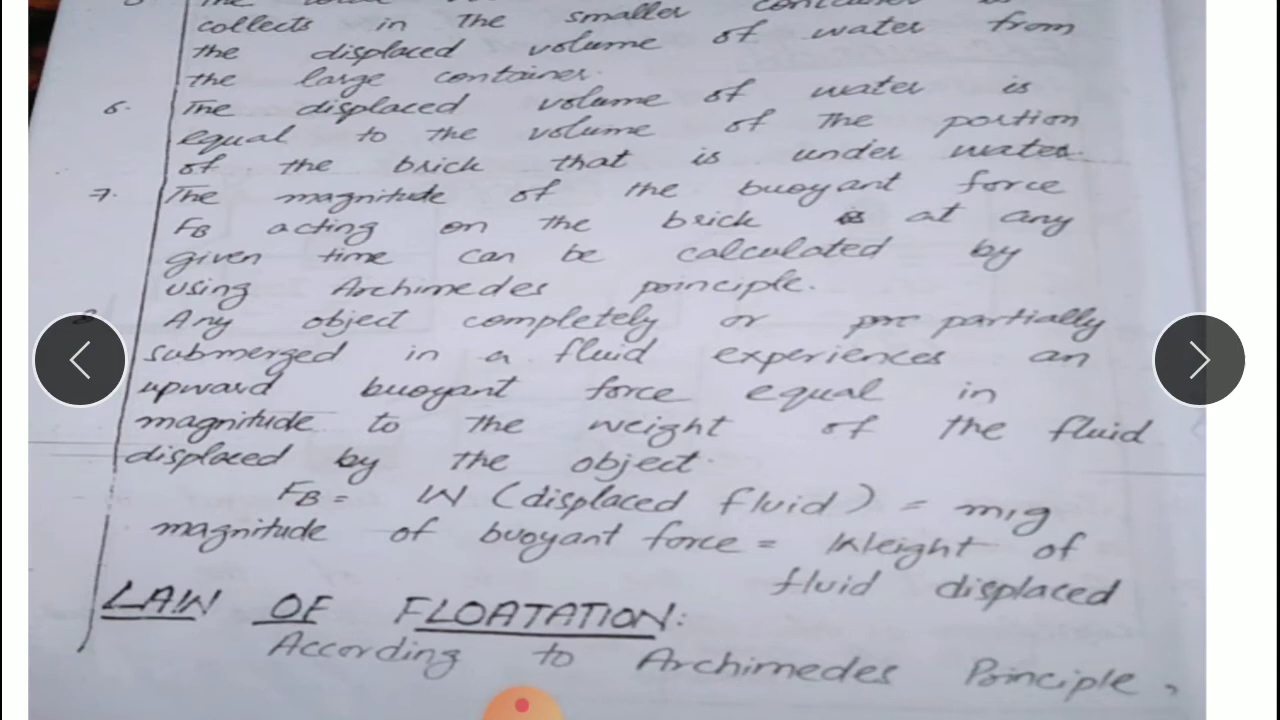 collects in the smaller
the displaced volume of water from
the large container.
6. The displaced volume of water is
equal to the volume of the portion
of the brick that is under water.
7. The magnitude of the buoyant force
FB acting on the brick at any
given time can be calculated by
using Archimedes principle.
8. Any object completely or partially
submerged in a fluid experiences an
upward buoyant force equal in
magnitude to the weight of the fluid
displaced by the object.
FB = W (displaced fluid) = m1g
magnitude of buoyant force = Weight of
fluid displaced
LAW OF FLOATATION:
According to Archimedes Principle,